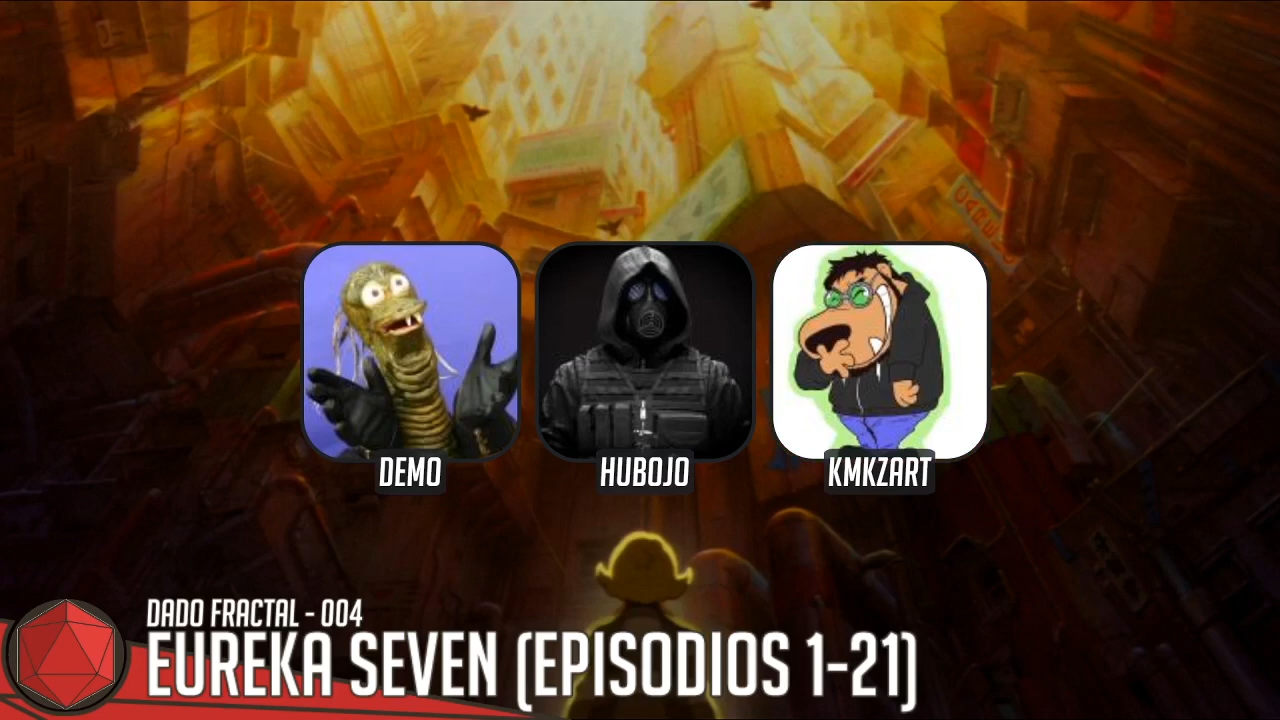 DEMO
HUBOJO
KMKZART
DADO FRACTAL - 004
EUREKA SEVEN (EPISODIOS 1-21)